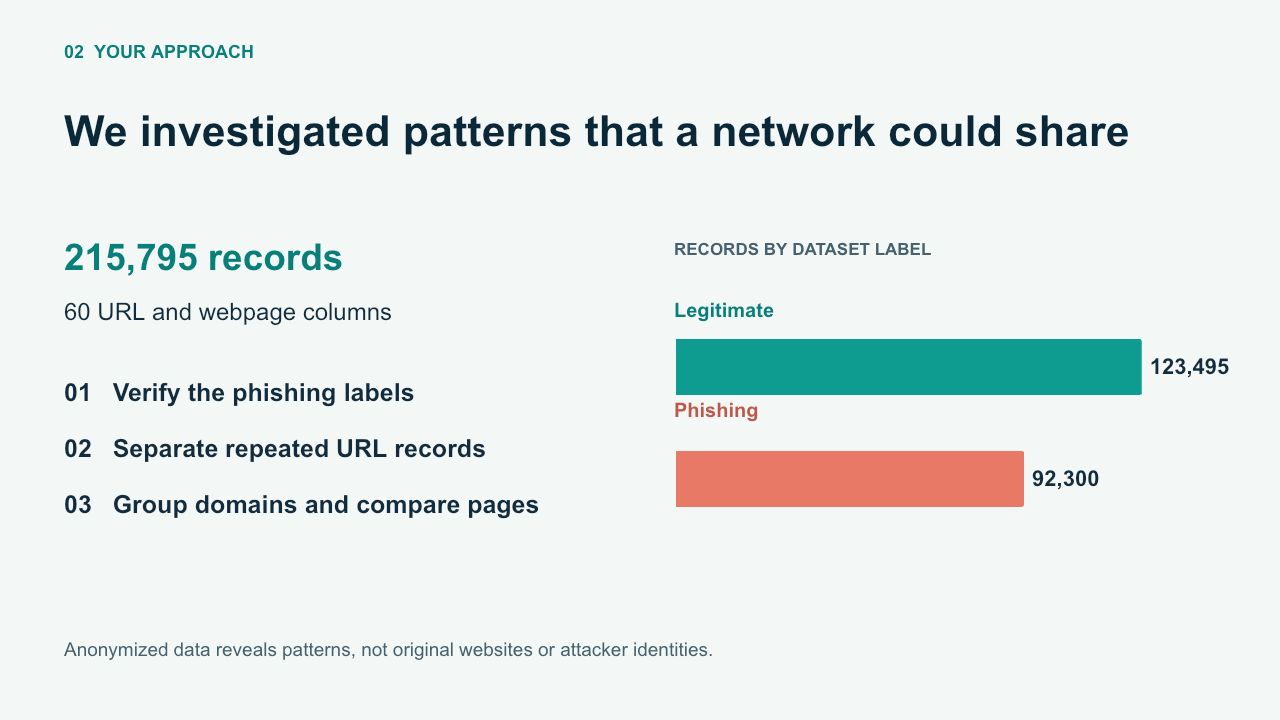 02 YOUR APPROACH
We investigated patterns that a network could share
215,795 records
60 URL and webpage columns
01 Verify the phishing labels
02 Separate repeated URL records
03 Group domains and compare pages
RECORDS BY DATASET LABEL
Legitimate
123,495
Phishing
92,300
Anonymized data reveals patterns, not original websites or attacker identities.